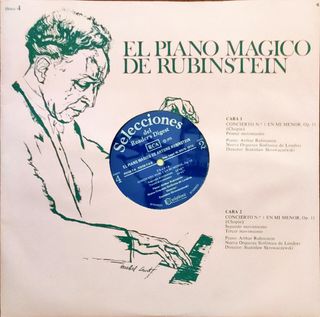 Disco 4
EL PIANO MAGICO
DE RUBINSTEIN
Selecciones
del
Reader's Digest
RCA
EL PIANO MAGICO DE ARTHUR RUBINSTEIN
4
2
CARA 1
CONCIERTO N.° 1 EN MI MENOR, Op. 11
(Chopin)
Primer movimiento
Piano: Arthur Rubinstein
Nueva Orquesta Sinfónica de Londres
Director: Stanislaw Skrowaczewski
CARA 2
CONCIERTO N.° 1 EN MI MENOR, Op. 11
(Chopin)
Segundo movimiento
Tercer movimiento
Piano: Arthur Rubinstein
Nueva Orquesta Sinfónica de Londres
Director: Stanislaw Skrowaczewski